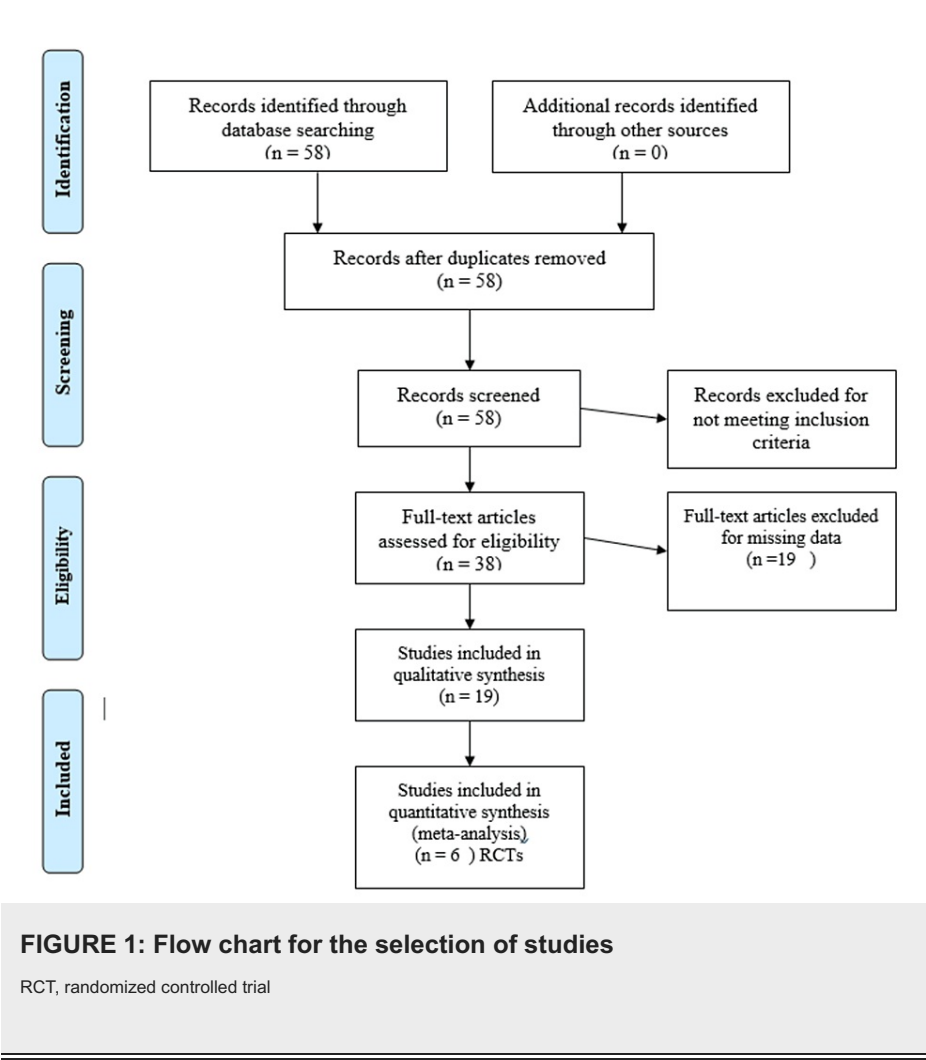 Identification
Records identified through
database searching
(n = 58)
Additional records identified
through other sources
(n = 0)
Records after duplicates removed
(n = 58)
Screening
Records screened
(n = 58)
Records excluded for
not meeting inclusion
criteria
Eligibility
Full-text articles
assessed for eligibility
(n = 38)
Full-text articles excluded
for missing data
(n =19   )
Studies included in
qualitative synthesis
(n = 19)
Included
Studies included in
quantitative synthesis
(meta-analysis)
(n = 6  ) RCTs
FIGURE 1: Flow chart for the selection of studies
RCT, randomized controlled trial